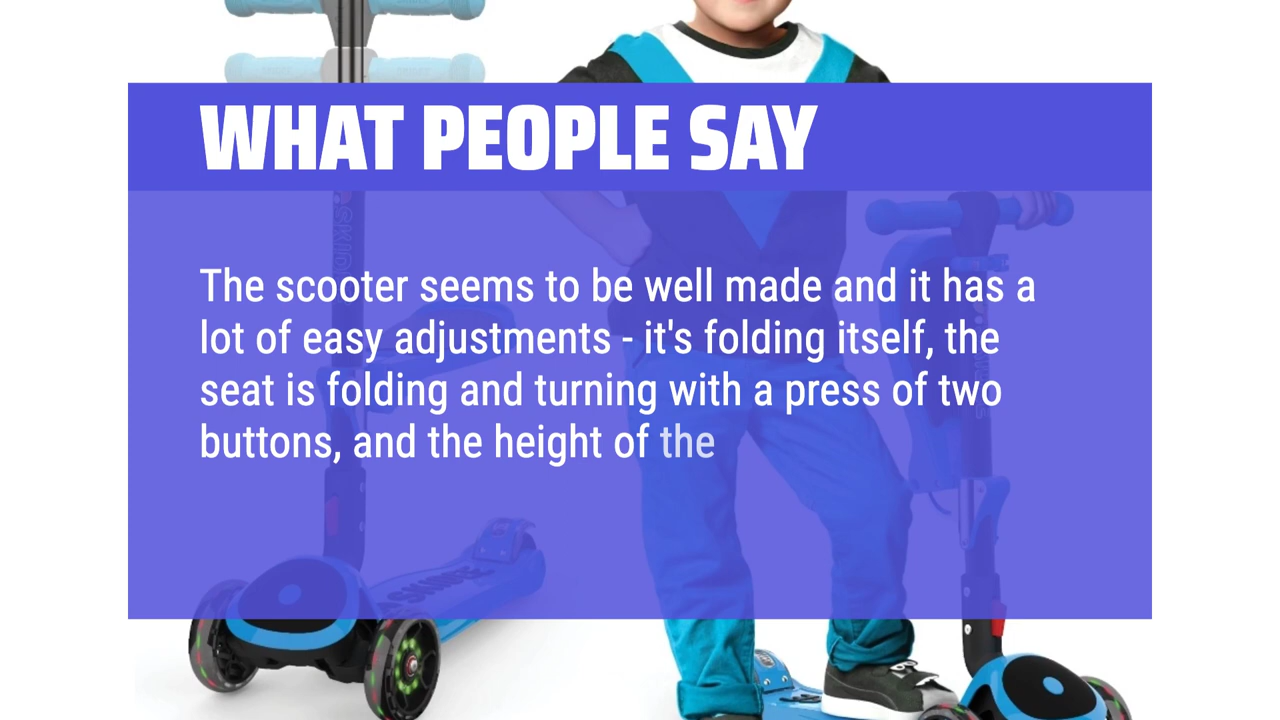 WHAT PEOPLE SAY
The scooter seems to be well made and it has a
lot of easy adjustments - it's folding itself, the
seat is folding and turning with a press of two
buttons, and the height of the